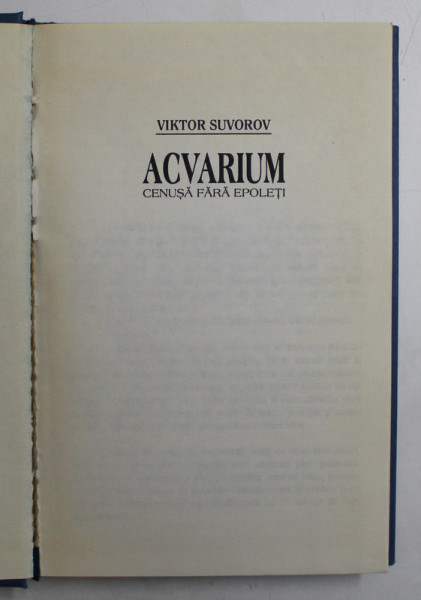 VIKTOR SUVOROV
ACVARIUM
CENUȘĂ FĂRĂ EPOLEȚI